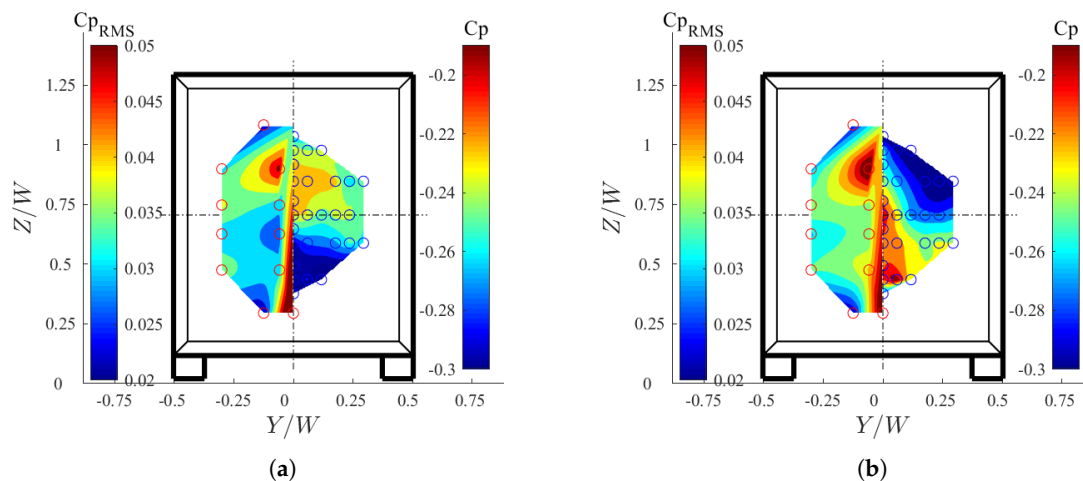 Cp_RMS Cp Cp_RMS Cp
0.05 0.05
1.25 0.045 -0.2 1.25 0.045 -0.2
1 0.04 -0.22 1 0.04 -0.22
Z/W 0.75 0.035 -0.24 Z/W 0.75 0.035 -0.24
0.5 0.03 -0.26 0.5 0.03 -0.26
0.25 0.025 -0.28 0.25 0.025 -0.28
0 0.02 -0.3 0 0.02 -0.3
-0.75 -0.5 -0.25 0 0.25 0.5 0.75 -0.75 -0.5 -0.25 0 0.25 0.5 0.75
Y/W Y/W
(a) (b)